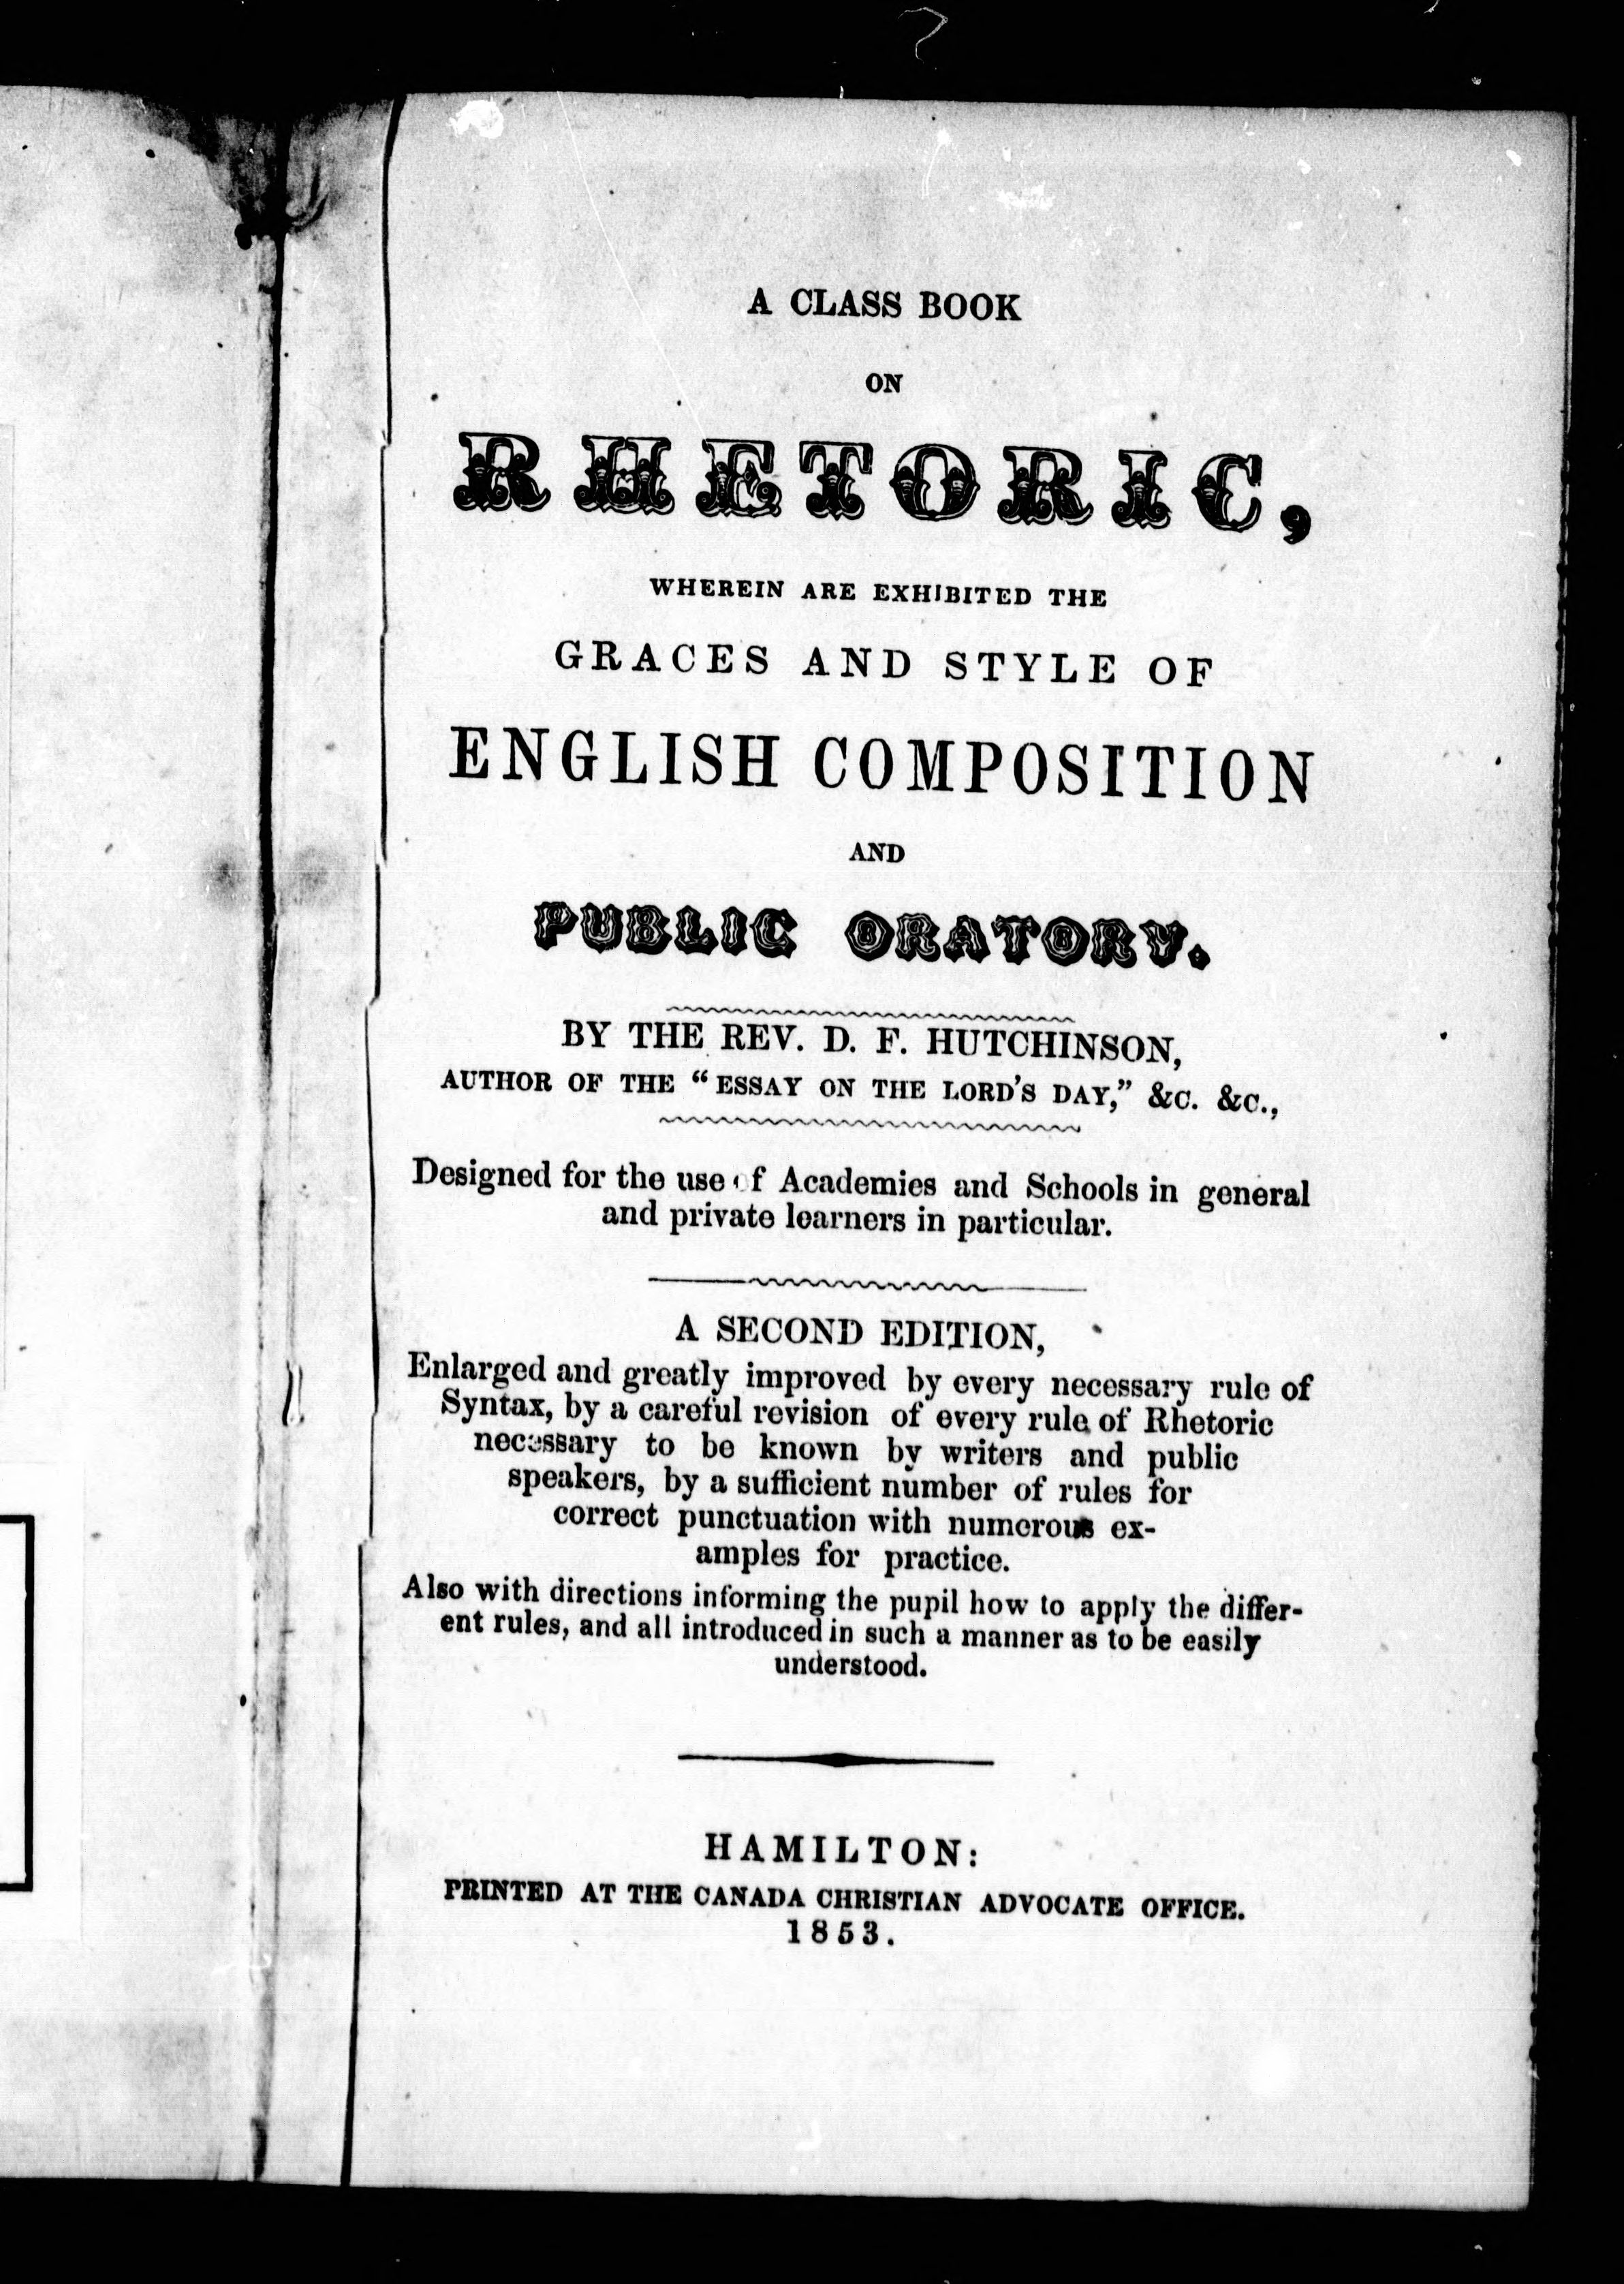 A CLASS BOOK
ON
RHETORIC,
WHEREIN ARE EXHIBITED THE
GRACES AND STYLE OF
ENGLISH COMPOSITION
AND
PUBLIC ORATORY.
BY THE REV. D. F. HUTCHINSON,
AUTHOR OF THE “ESSAY ON THE LORD'S DAY,” &C. &C.,
Designed for the use of Academies and Schools in general
and private learners in particular.
A SECOND EDITION,
Enlarged and greatly improved by every necessary rule of
Syntax, by a careful revision of every rule of Rhetoric
necessary to be known by writers and public
speakers, by a sufficient number of rules for
correct punctuation with numerous ex-
amples for practice.
Also with directions informing the pupil how to apply the differ-
ent rules, and all introduced in such a manner as to be easily
understood.
HAMILTON:
PRINTED AT THE CANADA CHRISTIAN ADVOCATE OFFICE.
1853.